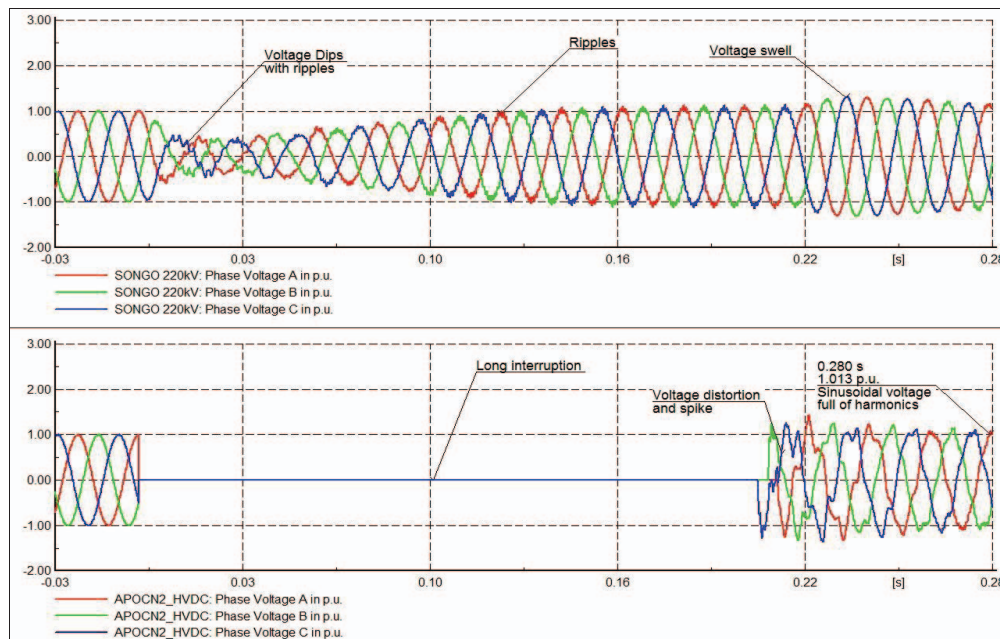 3.00
2.00
1.00
0.00
-1.00
-2.00
Voltage Dips
with ripples
Ripples
Voltage swell
-0.03
0.03
0.10
0.16
0.22
[s]
0.28
SONGO 220kV: Phase Voltage A in p.u.
SONGO 220kV: Phase Voltage B in p.u.
SONGO 220kV: Phase Voltage C in p.u.
3.00
2.00
1.00
0.00
-1.00
-2.00
Long interruption
Voltage distortion
and spike
0.280 s
1.013 p.u.
Sinusoidal voltage
full of harmonics
-0.03
0.03
0.10
0.16
0.22
[s]
0.28
APOCN2_HVDC: Phase Voltage A in p.u.
APOCN2_HVDC: Phase Voltage B in p.u.
APOCN2_HVDC: Phase Voltage C in p.u.